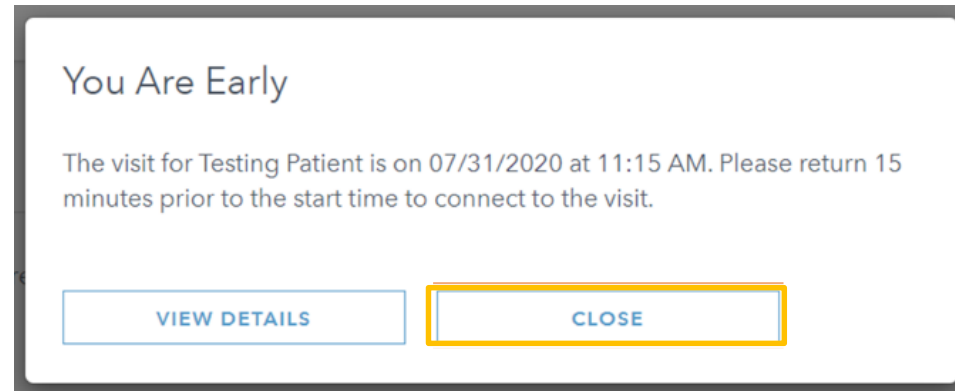 You Are Early
The visit for Testing Patient is on 07/31/2020 at 11:15 AM. Please return 15
minutes prior to the start time to connect to the visit.
re
VIEW DETAILS
CLOSE